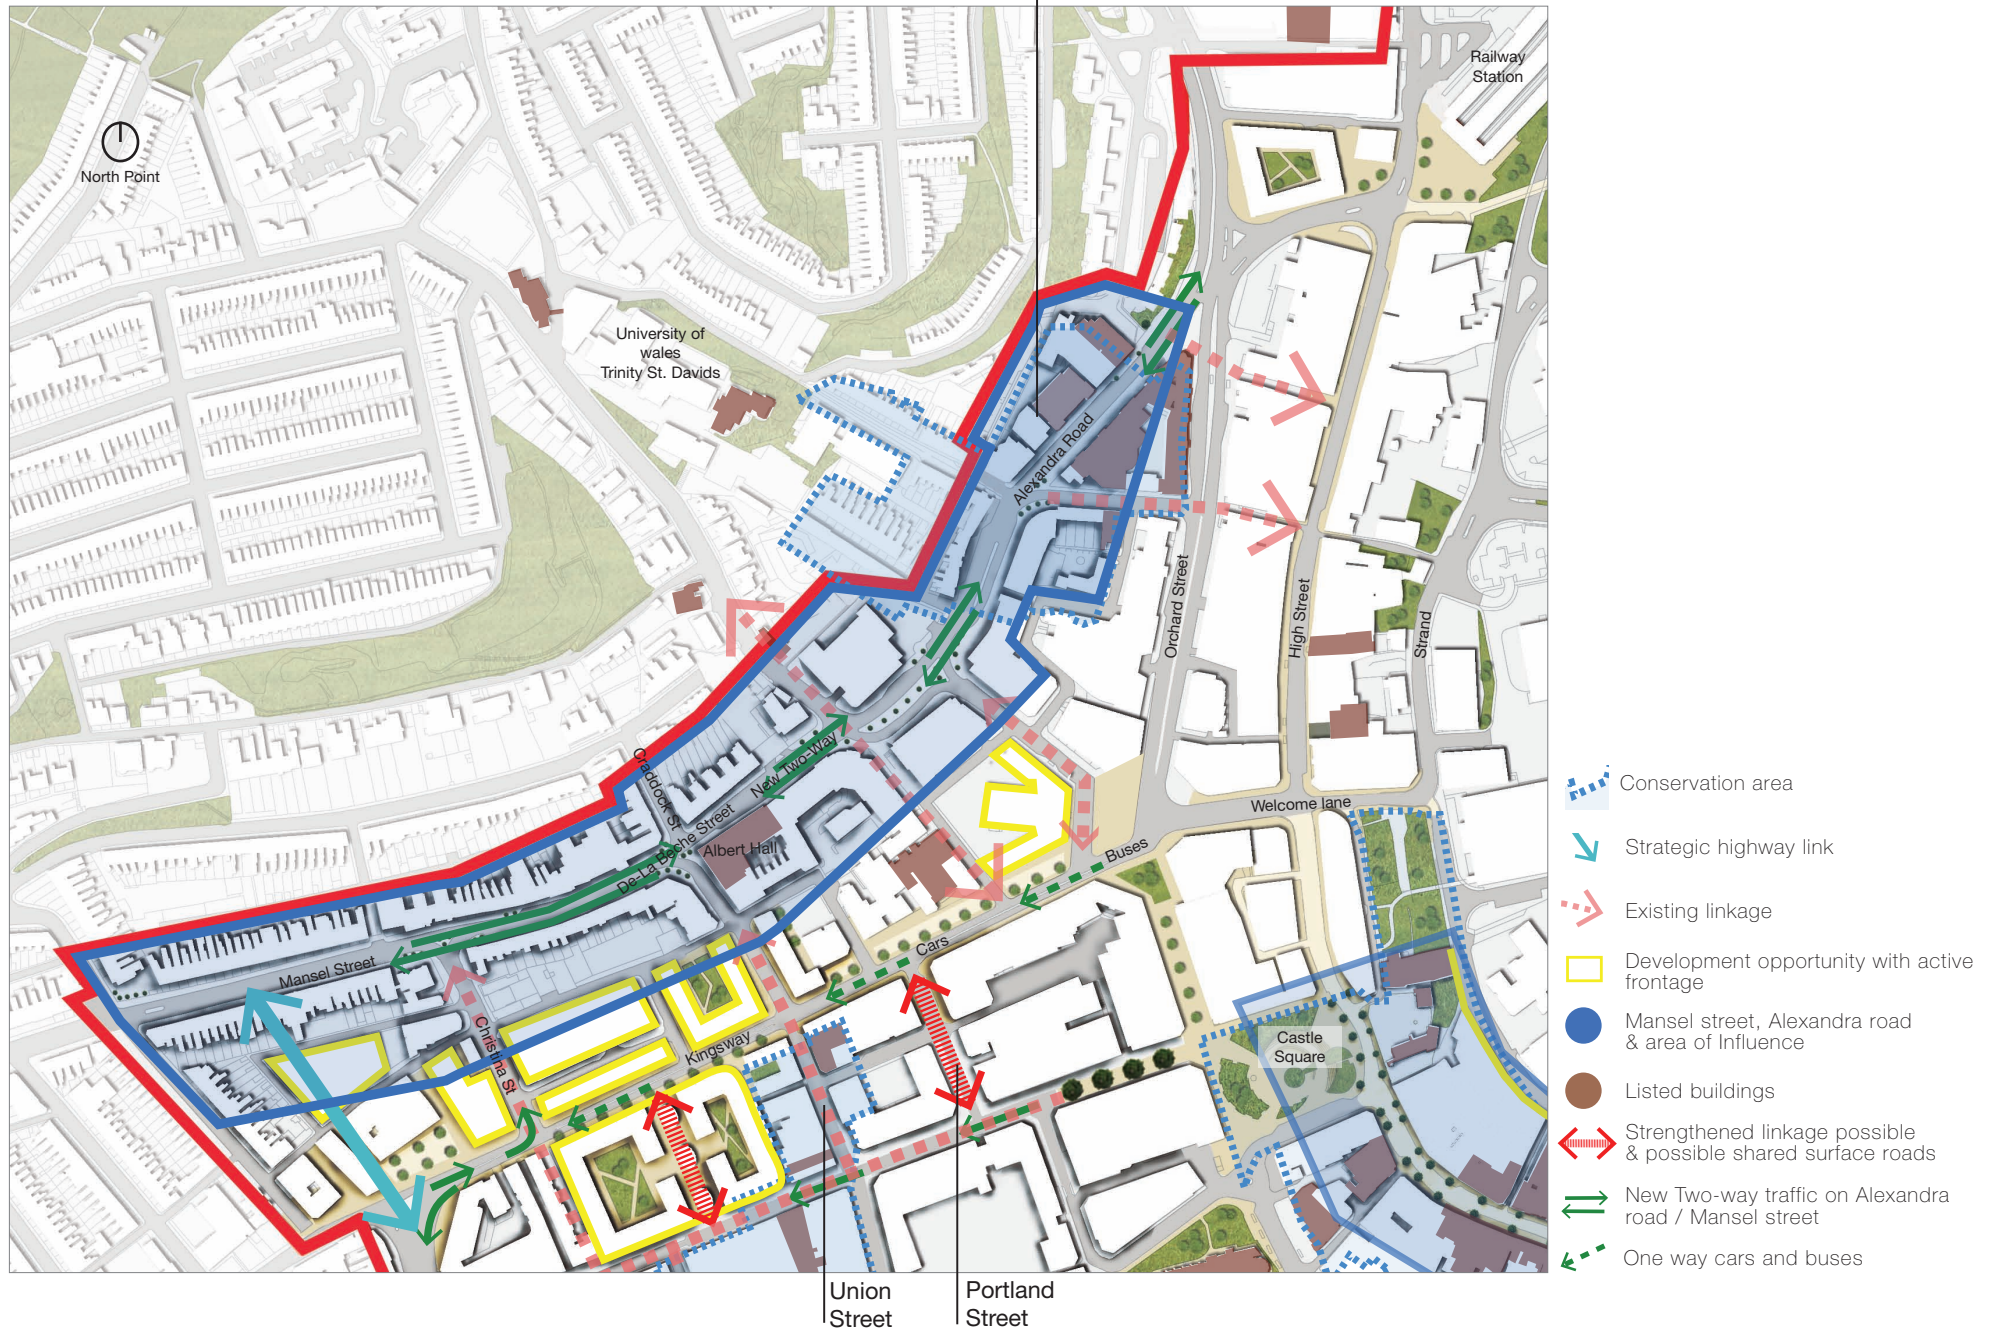 Railway
Station
North Point
University of
wales
Trinity St. Davids
Alexandra Road
Orchard Street
High Street
Strand
Craddock St
New Two-Way
De-La Beche Street
Albert Hall
Welcome lane
Buses
Cars
Mansel Street
Christina St
Kingsway
Castle
Square
Union
Street
Portland
Street
Conservation area
Strategic highway link
Existing linkage
Development opportunity with active
frontage
Mansel street, Alexandra road
& area of Influence
Listed buildings
Strengthened linkage possible
& possible shared surface roads
New Two-way traffic on Alexandra
road / Mansel street
One way cars and buses